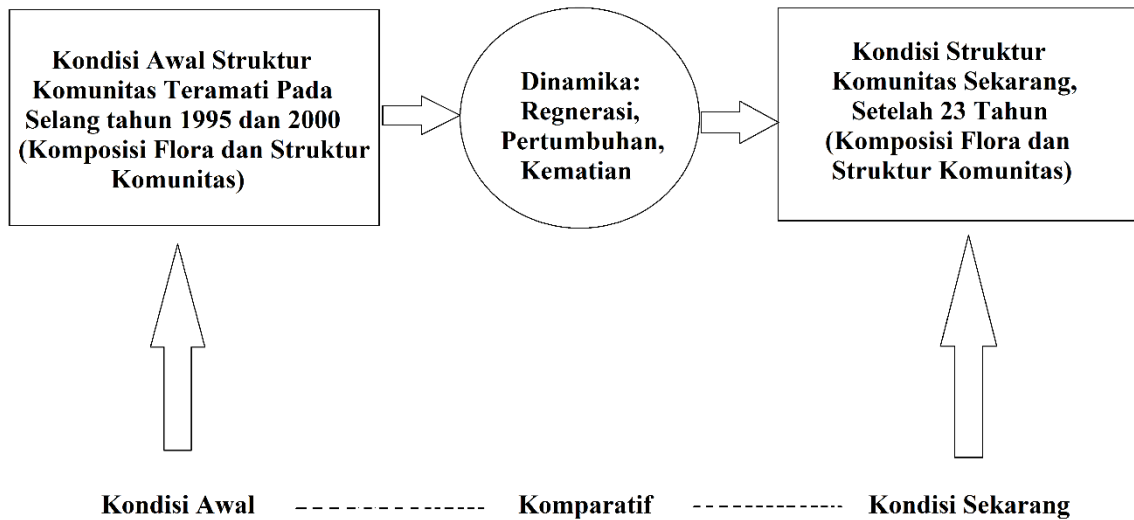 Kondisi Awal Struktur
Komunitas Teramati Pada
Selang tahun 1995 dan 2000
(Komposisi Flora dan Struktur
Komunitas)
Dinamika:
Regnerasi,
Pertumbuhan,
Kematian
Kondisi Struktur
Komunitas Sekarang,
Setelah 23 Tahun
(Komposisi Flora dan
Struktur Komunitas)
Kondisi Awal
Komparatif
Kondisi Sekarang